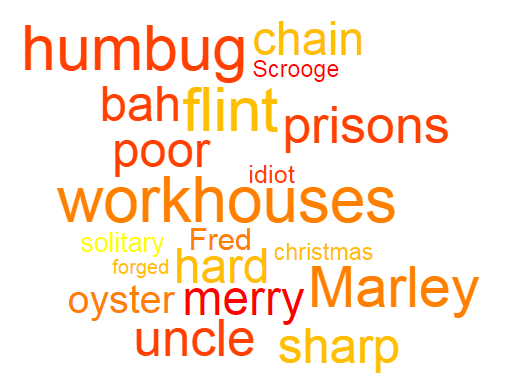 humbug chain
Scrooge
bah flint prisons
poor
idiot
workhouses
solitary Fred christmas
forged hard
oyster merry Marley
uncle sharp